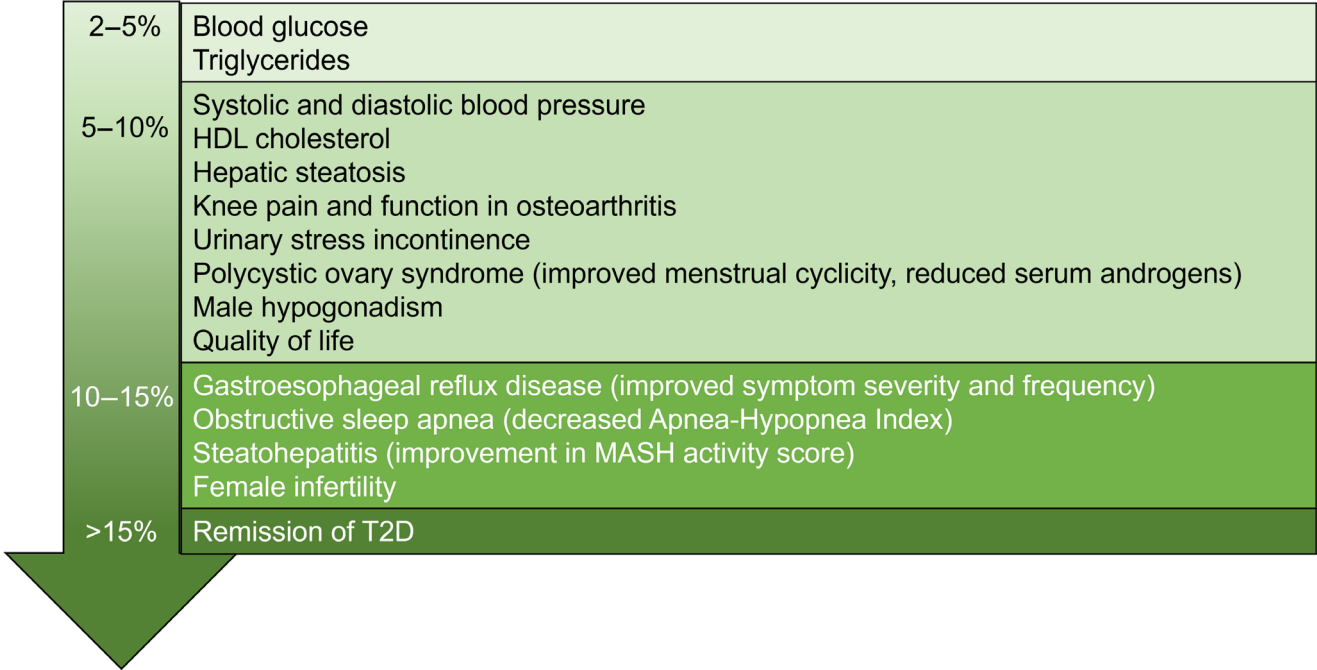 2–5%
Blood glucose
Triglycerides
5–10%
Systolic and diastolic blood pressure
HDL cholesterol
Hepatic steatosis
Knee pain and function in osteoarthritis
Urinary stress incontinence
Polycystic ovary syndrome (improved menstrual cyclicity, reduced serum androgens)
Male hypogonadism
Quality of life
10–15%
Gastroesophageal reflux disease (improved symptom severity and frequency)
Obstructive sleep apnea (decreased Apnea-Hypopnea Index)
Steatohepatitis (improvement in MASH activity score)
Female infertility
>15%
Remission of T2D